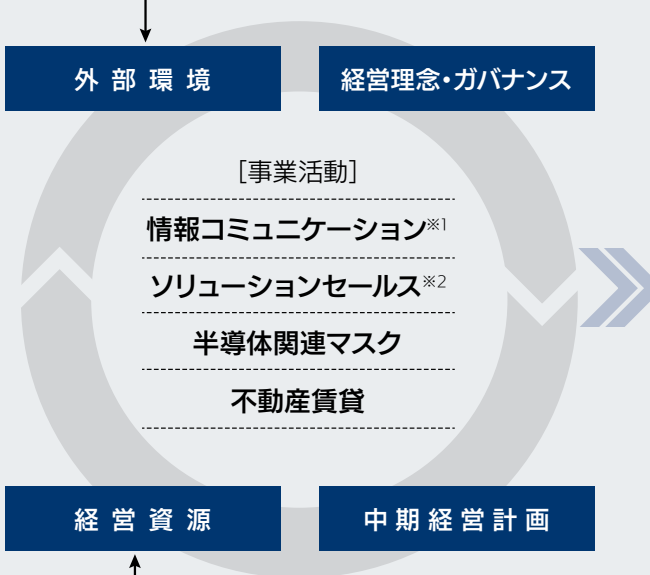 外部環境
経営理念・ガバナンス
［事業活動］
情報コミュニケーション※1
ソリューションセールス※2
半導体関連マスク
不動産賃貸
経営資源
中期経営計画